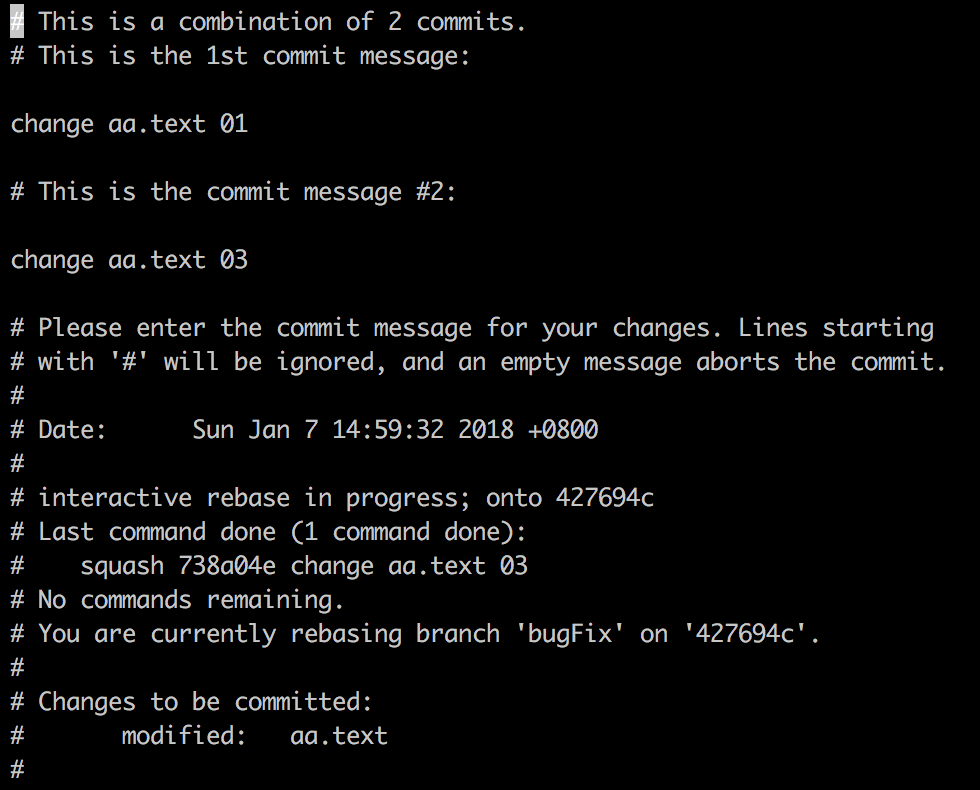 # This is a combination of 2 commits.
# This is the 1st commit message:

change aa.text 01

# This is the commit message #2:

change aa.text 03

# Please enter the commit message for your changes. Lines starting
# with '#' will be ignored, and an empty message aborts the commit.
#
# Date:      Sun Jan 7 14:59:32 2018 +0800
#
# interactive rebase in progress; onto 427694c
# Last command done (1 command done):
#    squash 738a04e change aa.text 03
# No commands remaining.
# You are currently rebasing branch 'bugFix' on '427694c'.
#
# Changes to be committed:
#       modified:   aa.text
#